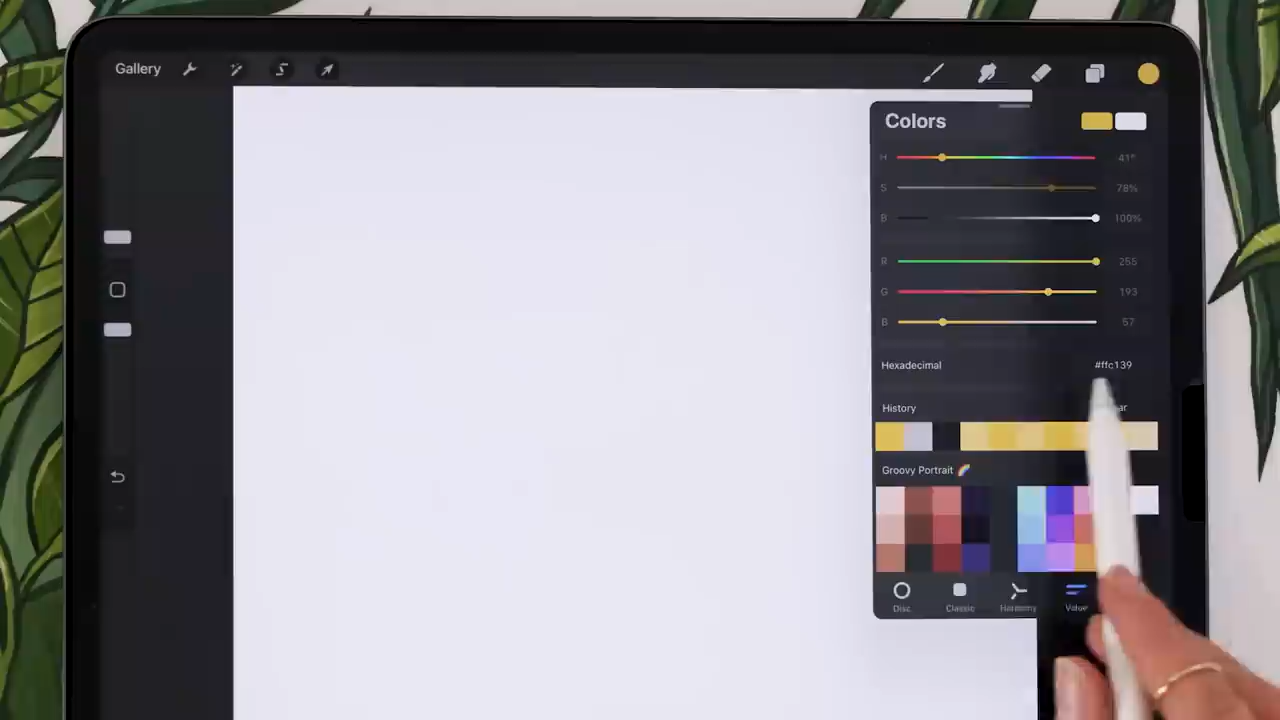 Gallery
Colors
H 41°
S 78%
B 100%
R 255
G 193
B 57
Hexadecimal #ffc139
History
Groovy Portrait 🌈
Disc Classic Harmony Value